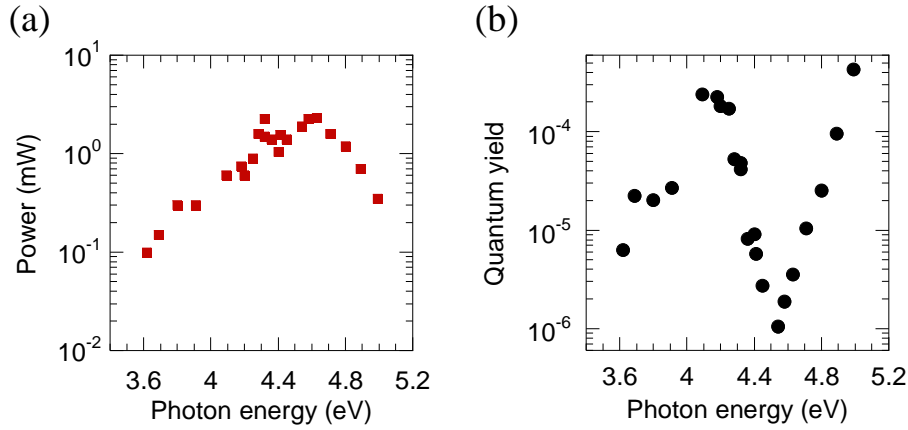 (a)
Power (mW)
10^1
10^0
10^-1
10^-2
3.6 4 4.4 4.8 5.2
Photon energy (eV)
(b)
Quantum yield
10^-4
10^-5
10^-6
3.6 4 4.4 4.8 5.2
Photon energy (eV)